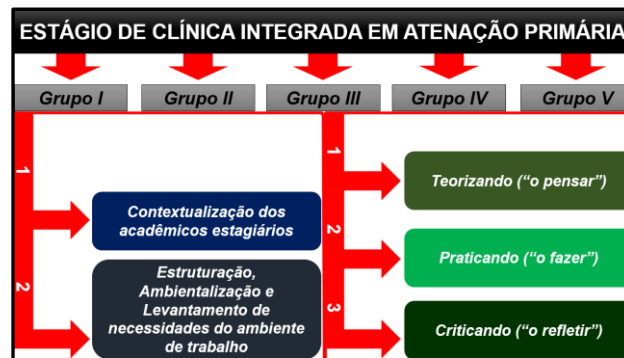 ESTÁGIO DE CLÍNICA INTEGRADA EM ATENAÇÃO PRIMÁRIA
Grupo I
Grupo II
Grupo III
Grupo IV
Grupo V
1
Contextualização dos
acadêmicos estagiários
2
Estruturação,
Ambientalização e
Levantamento de
necessidades do ambiente
de trabalho
1
Teorizando (“o pensar”)
2
Praticando (“o fazer”)
3
Criticando (“o refletir”)